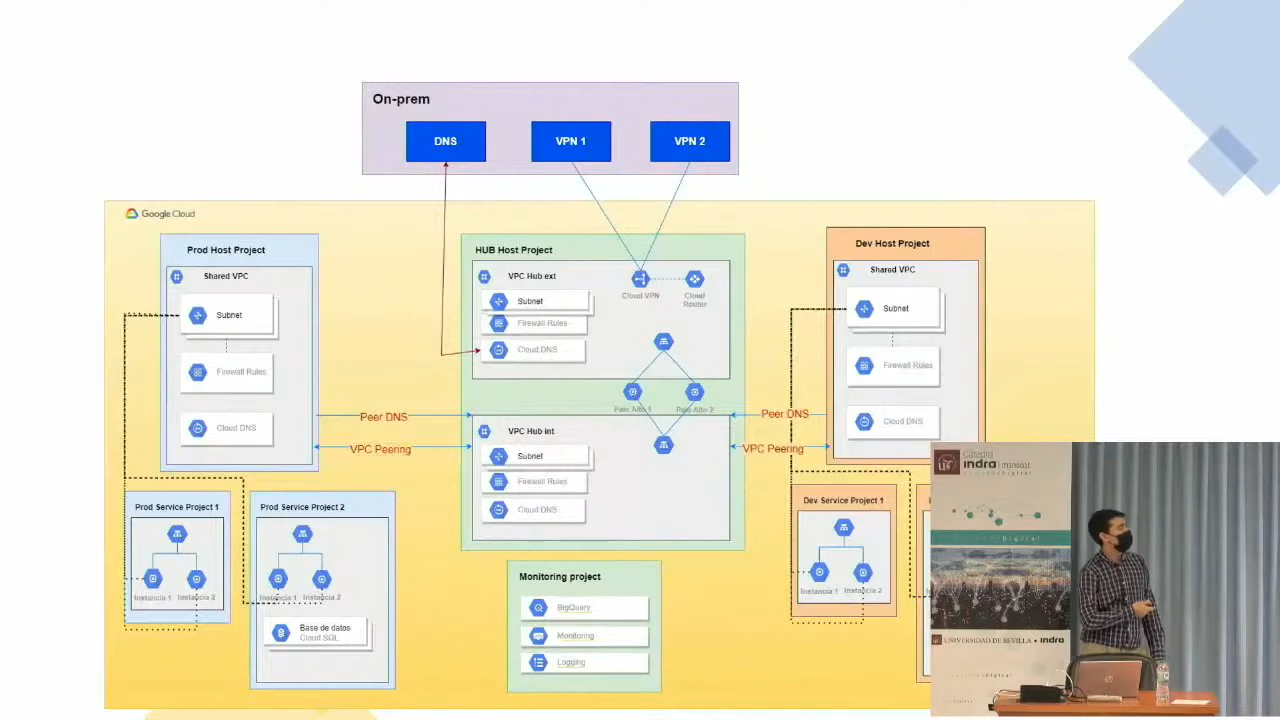 On-prem
DNS
VPN 1
VPN 2
Google Cloud
Prod Host Project
Shared VPC
Subnet
Firewall Rules
Cloud DNS
HUB Host Project
VPC Hub ext
Subnet
Firewall Rules
Cloud DNS
Cloud VPN
Cloud
Router
Palo Alto 1
Palo Alto 2
Dev Host Project
Shared VPC
Subnet
Firewall Rules
Cloud DNS
Peer DNS
VPC Peering
Peer DNS
VPC Peering
VPC Hub int
Subnet
Firewall Rules
Cloud DNS
Prod Service Project 1
Instancia 1
Instancia 2
Prod Service Project 2
Instancia 1
Instancia 2
Base de datos
Cloud SQL
Monitoring project
BigQuery
Monitoring
Logging
Dev Service Project 1
Instancia 1
Instancia 2
Cátedra
indra
UNIVERSIDAD DE SEVILLA • indra